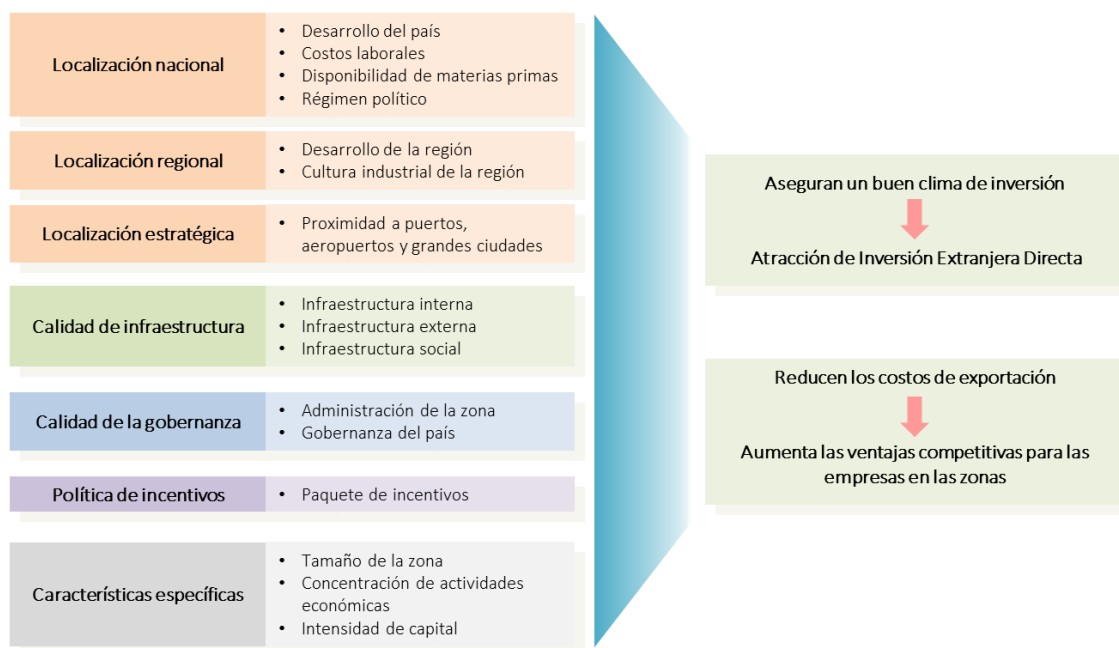 Localización nacional
• Desarrollo del país
• Costos laborales
• Disponibilidad de materias primas
• Régimen político
Localización regional
• Desarrollo de la región
• Cultura industrial de la región
Localización estratégica
• Proximidad a puertos,
aeropuertos y grandes ciudades
Calidad de infraestructura
• Infraestructura interna
• Infraestructura externa
• Infraestructura social
Calidad de la gobernanza
• Administración de la zona
• Gobernanza del país
Política de incentivos
• Paquete de incentivos
Características específicas
• Tamaño de la zona
• Concentración de actividades
económicas
• Intensidad de capital
Aseguran un buen clima de inversión
Atracción de Inversión Extranjera Directa
Reducen los costos de exportación
Aumenta las ventajas competitivas para las
empresas en las zonas